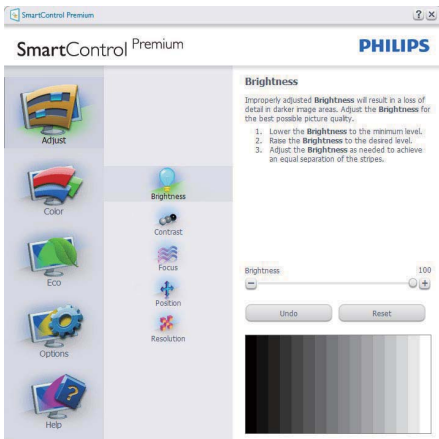 SmartControl Premium
? x
SmartControl Premium
PHILIPS
Adjust
Color
Eco
Options
Help
Brightness
Contrast
Focus
Position
Resolution
Brightness
Improperly adjusted Brightness will result in a loss of
detail in darker image areas. Adjust the Brightness for
the best possible picture quality.
1. Lower the Brightness to the minimum level.
2. Raise the Brightness to the desired level.
3. Adjust the Brightness as needed to achieve
an equal separation of the stripes.
Brightness 100
Undo Reset